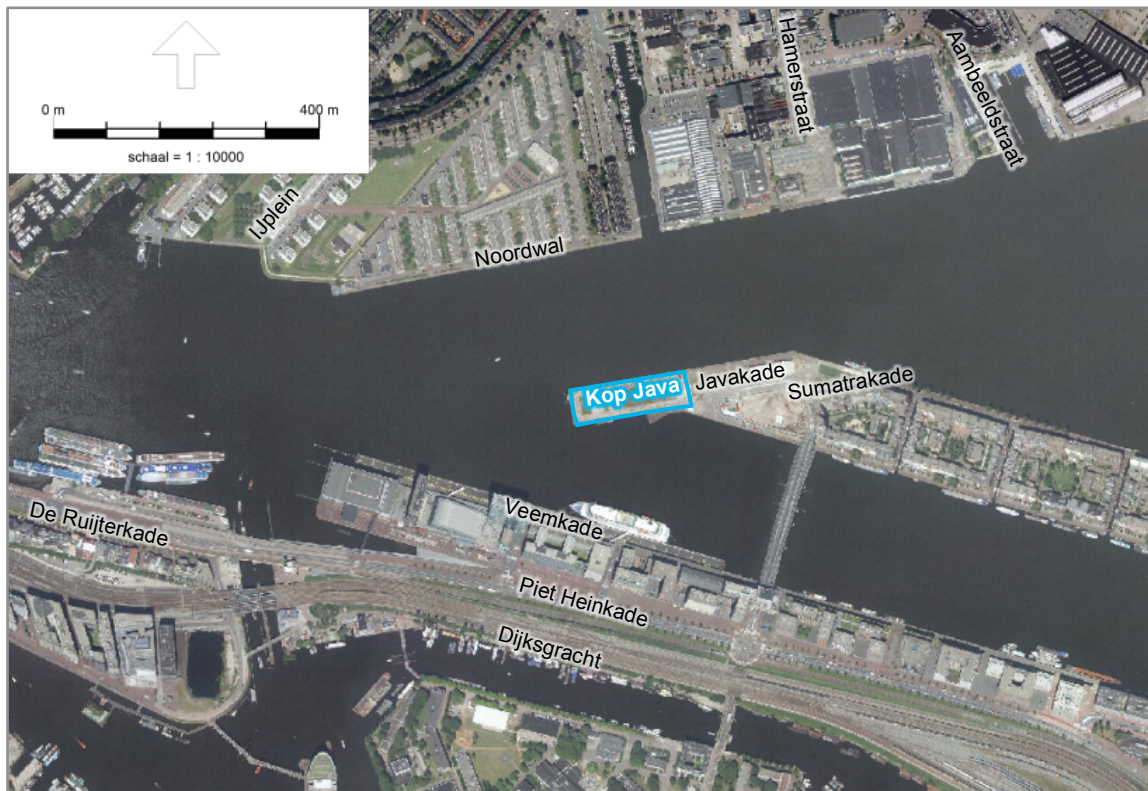 0 m 400 m
schaal = 1 : 10000
Hamerstraat
Aambeeldstraat
IJplein
Noordwal
Kop Java
Javakade
Sumatrakade
De Ruijterkade
Veemkade
Piet Heinkade
Dijksgracht